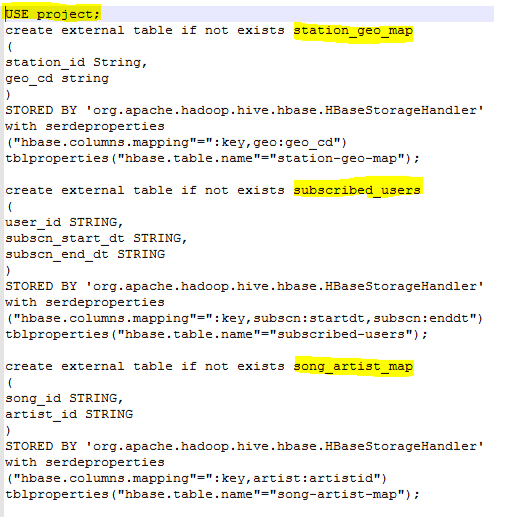 USE project;
create external table if not exists station_geo_map
(
station_id String,
geo_cd string
)
STORED BY 'org.apache.hadoop.hive.hbase.HBaseStorageHandler'
with serdeproperties
("hbase.columns.mapping"=":key,geo:geo_cd")
tblproperties("hbase.table.name"="station-geo-map");
create external table if not exists subscribed_users
(
user_id STRING,
subscn_start_dt STRING,
subscn_end_dt STRING
)
STORED BY 'org.apache.hadoop.hive.hbase.HBaseStorageHandler'
with serdeproperties
("hbase.columns.mapping"=":key,subscn:startdt,subscn:enddt")
tblproperties("hbase.table.name"="subscribed-users");
create external table if not exists song_artist_map
(
song_id STRING,
artist_id STRING
)
STORED BY 'org.apache.hadoop.hive.hbase.HBaseStorageHandler'
with serdeproperties
("hbase.columns.mapping"=":key,artist:artistid")
tblproperties("hbase.table.name"="song-artist-map");